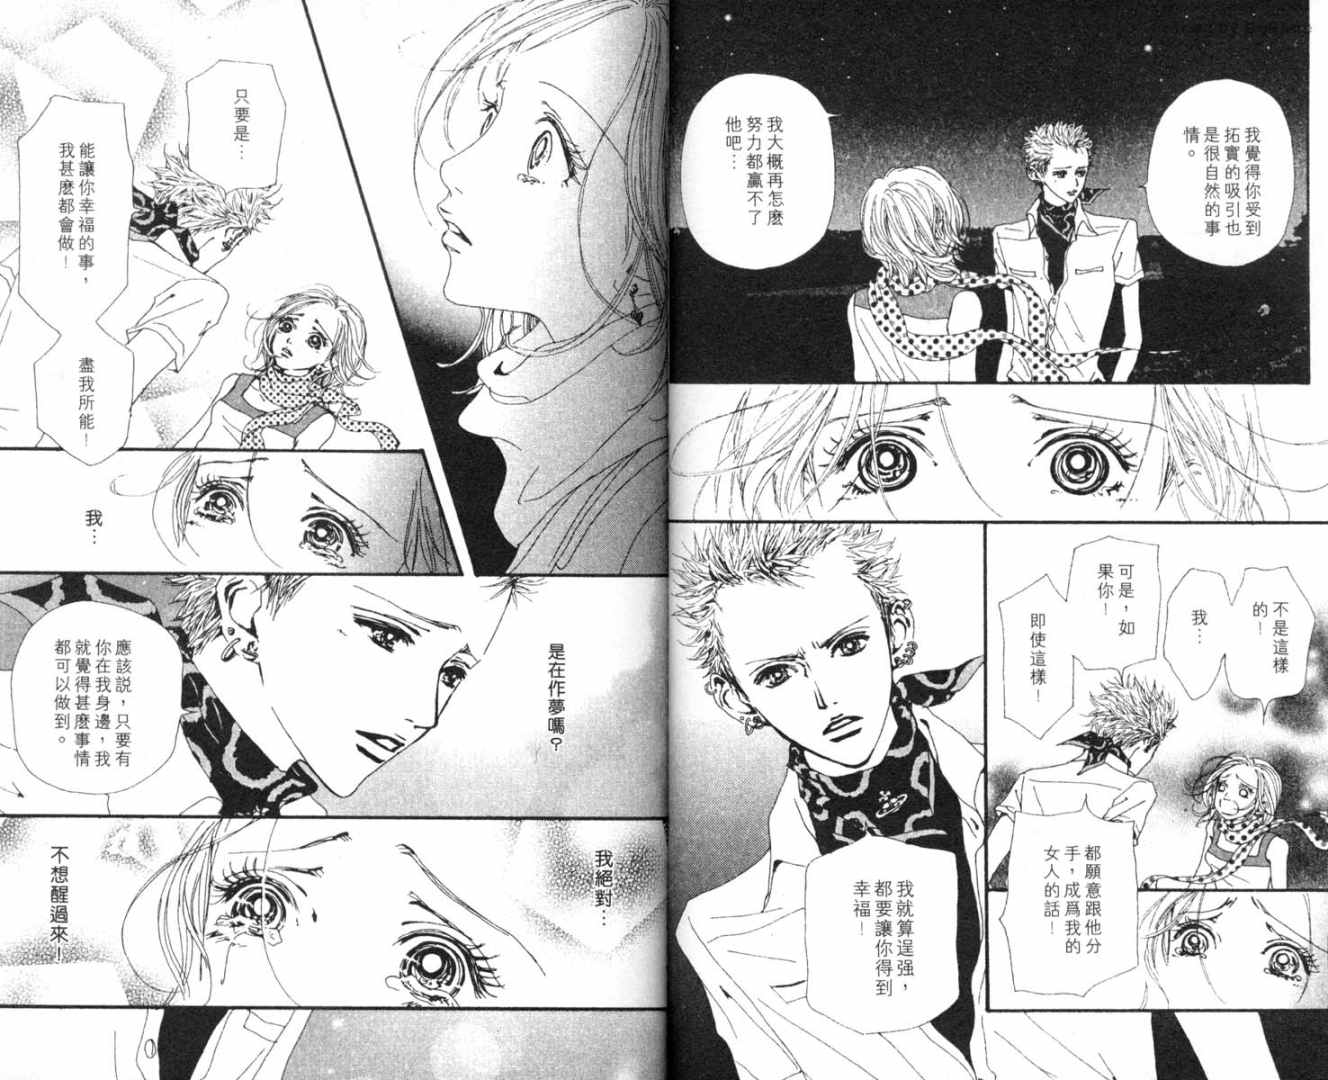 我覺得你受到
拓實的吸引也
是很自然的事
情。
我大概再怎麽
努力都贏不了
他吧…
不是這樣
的！
我…
可是，如
果你！
即使這樣！
都願意跟他分
手，成爲我的
女人的話！
我就算逞强，
都要讓你得到
幸福！
只要是…
能讓你幸福的事，
我甚麽都會做！
盡我所能！
我…
是在作夢嗎？
應該説，只要有
你在我身邊，我
就覺得甚麽事情
都可以做到。
我絕對…
不想醒過來！